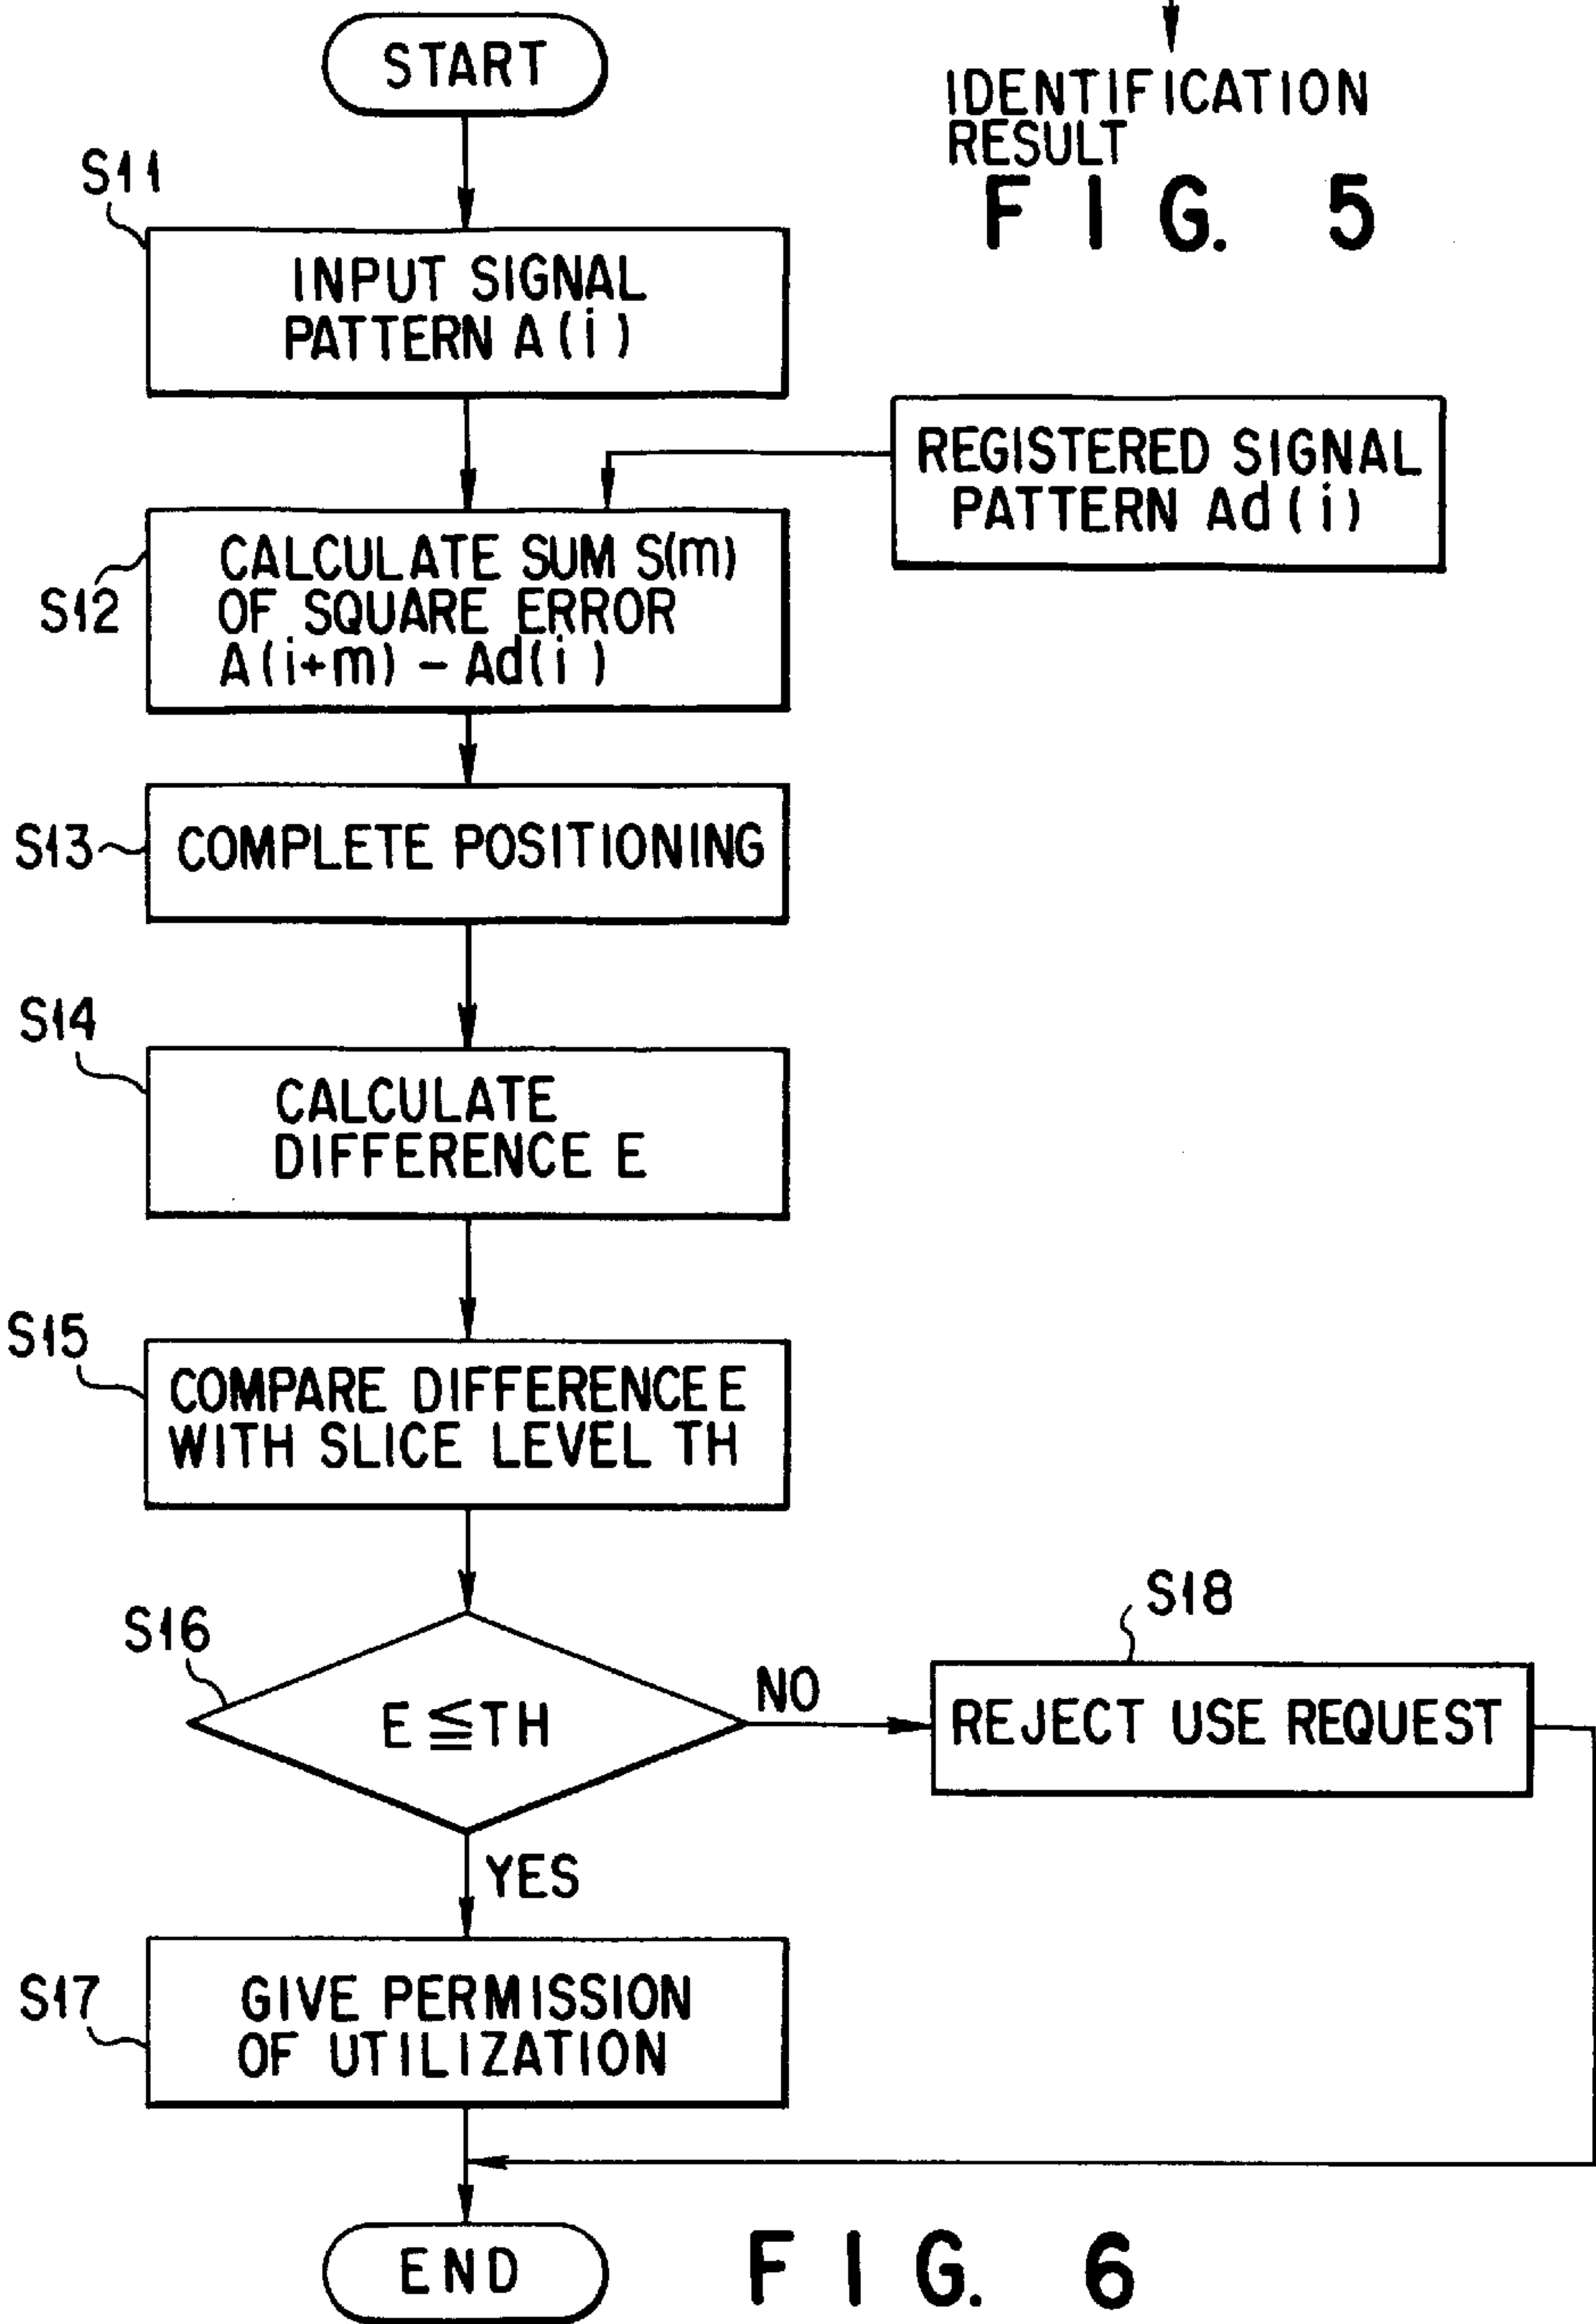 START
IDENTIFICATION
RESULT
F I G. 5
S11
INPUT SIGNAL
PATTERN A(i)
REGISTERED SIGNAL
PATTERN Ad(i)
S12
CALCULATE SUM S(m)
OF SQUARE ERROR
A(i+m) - Ad(i)
S13
COMPLETE POSITIONING
S14
CALCULATE
DIFFERENCE E
S15
COMPARE DIFFERENCE E
WITH SLICE LEVEL TH
S16
E ≦ TH
NO
S18
REJECT USE REQUEST
YES
S17
GIVE PERMISSION
OF UTILIZATION
END
F I G. 6